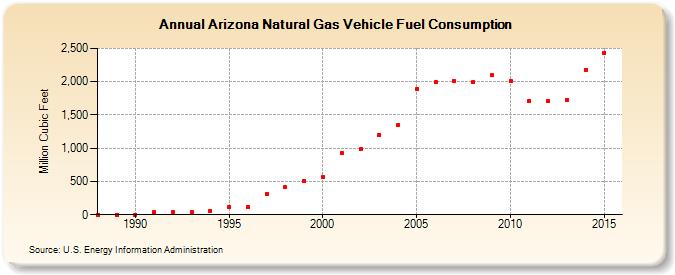 Annual Arizona Natural Gas Vehicle Fuel Consumption
Million Cubic Feet
2,500
2,000
1,500
1,000
500
0
1990 1995 2000 2005 2010 2015
Source: U.S. Energy Information Administration